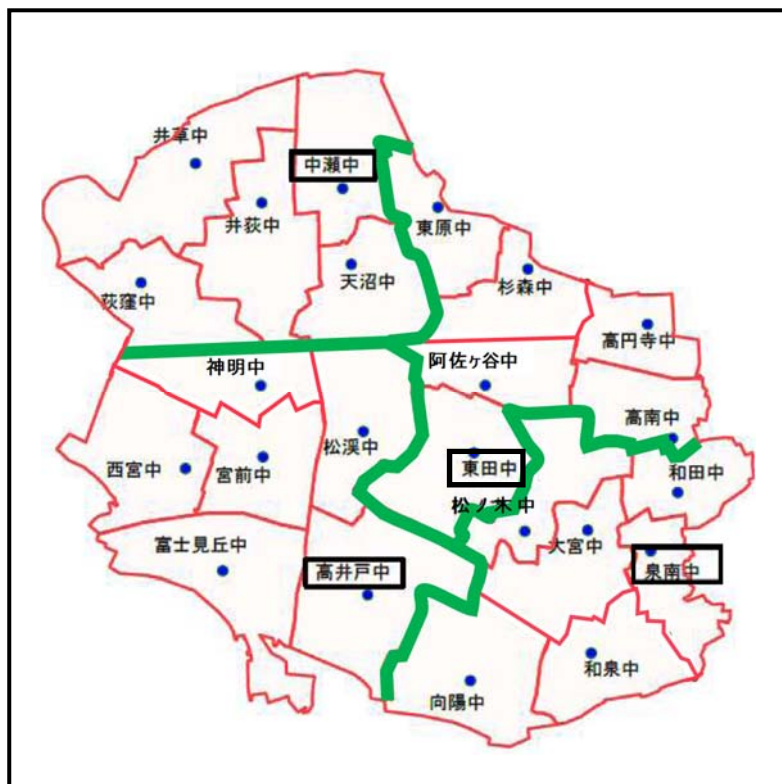 井草中
中瀬中
井荻中
東原中
天沼中
杉森中
荻窪中
高円寺中
神明中
阿佐ヶ谷中
高南中
松渓中
西宮中
宮前中
東田中
和田中
松ノ木中
大宮中
富士見丘中
高井戸中
泉南中
和泉中
向陽中